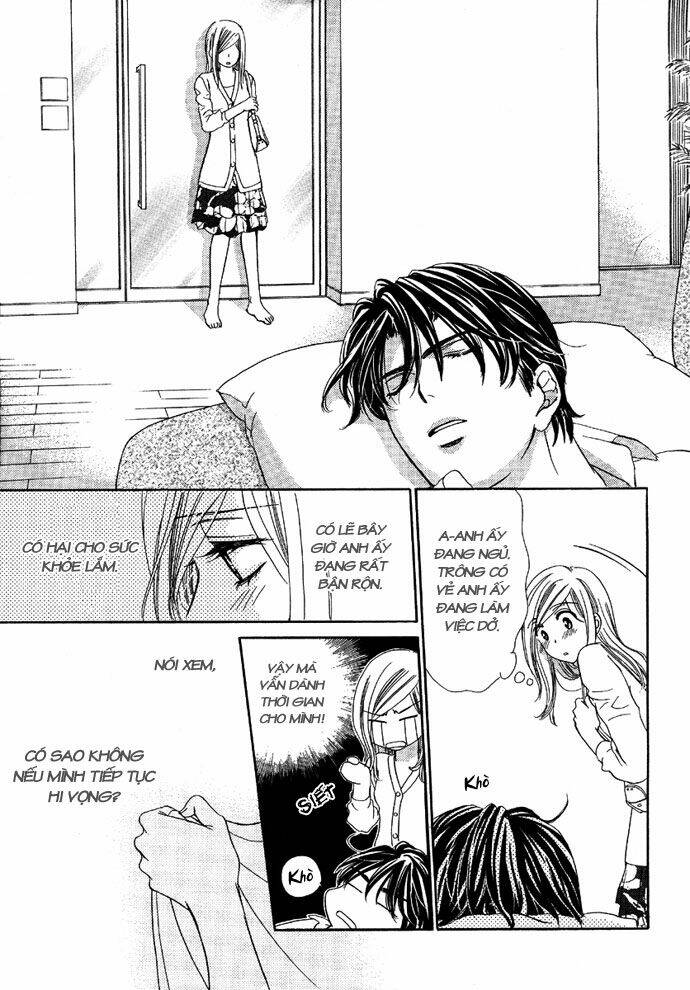 A-ANH ẤY
ĐANG NGỦ.
TRÔNG CÓ
VẺ ANH ẤY
ĐANG LÀM
VIỆC DỞ.
Khò
CÓ LẼ BÂY
GIỜ ANH ẤY
ĐANG RẤT
BẬN RỘN.
CÓ HẠI CHO SỨC
KHỎE LẮM.
VẬY MÀ
VẪN DÀNH
THỜI GIAN
CHO MÌNH!
SIẾT
Khò
NÓI XEM,
CÓ SAO KHÔNG
NẾU MÌNH TIẾP TỤC
HI VỌNG?